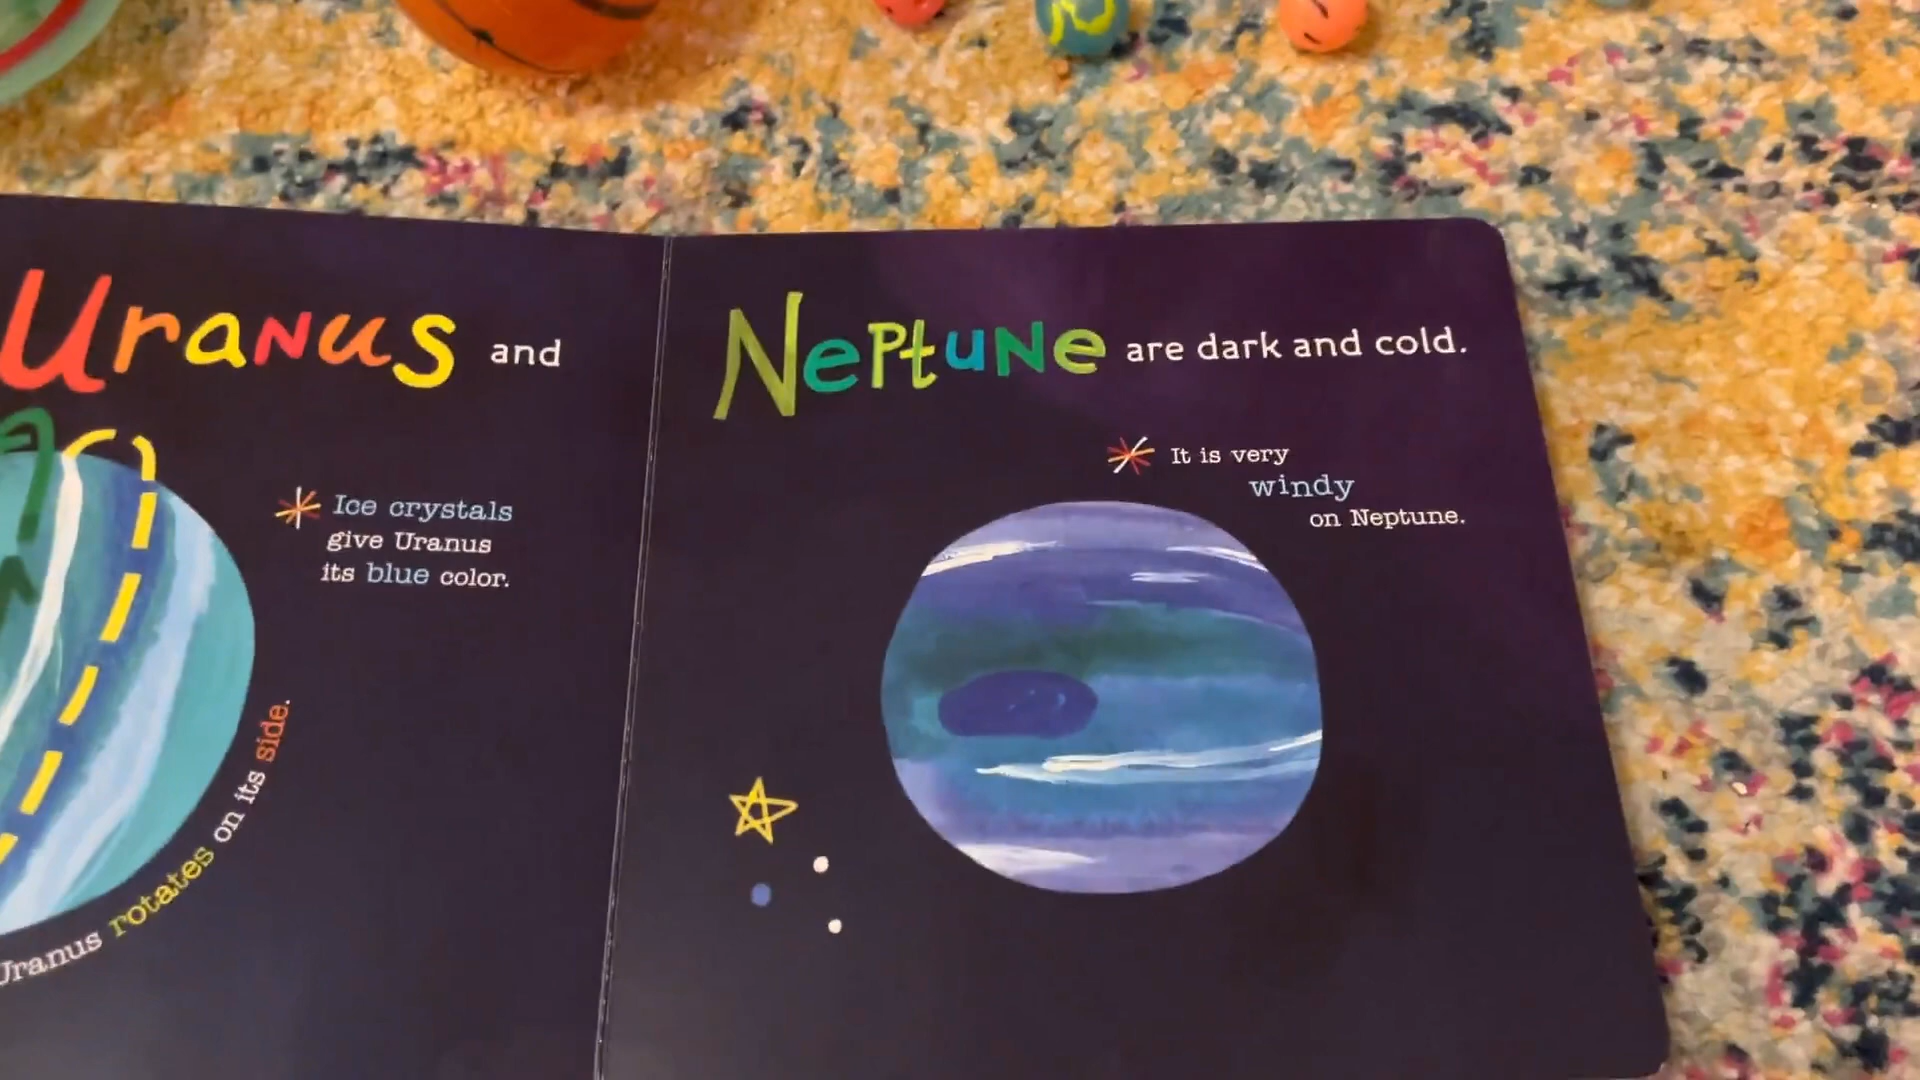 Uranus and
Ice crystals
give Uranus
its blue color.
Uranus rotates on its side.
Neptune are dark and cold.
It is very
windy
on Neptune.